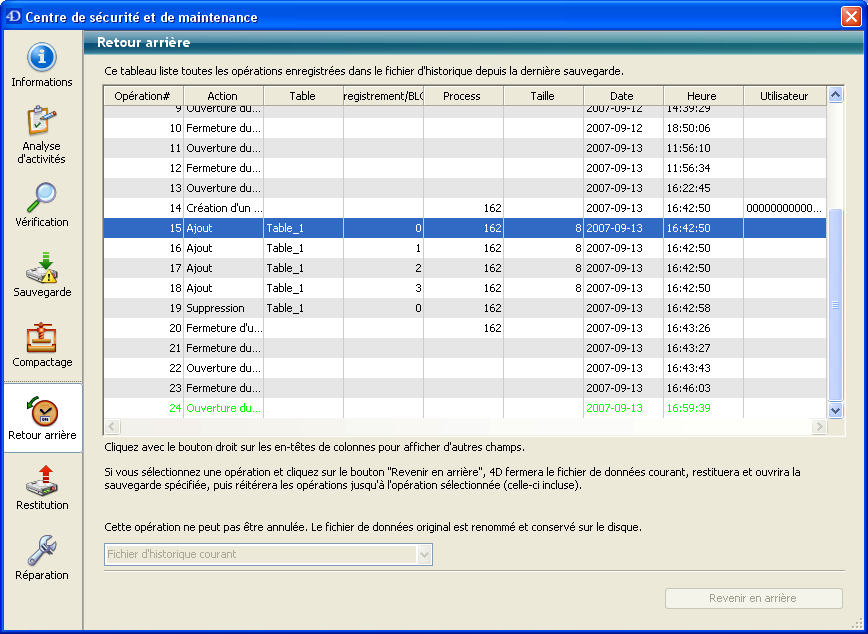 4D Centre de sécurité et de maintenance
Informations
Analyse
d'activités
Vérification
Sauvegarde
Compactage
Retour arrière
Restitution
Réparation
Retour arrière
Ce tableau liste toutes les opérations enregistrées dans le fichier d'historique depuis la dernière sauvegarde.
Opération# Action Table registrement/BLO Process Taille Date Heure Utilisateur
9 Ouverture du... 2007-09-12 14:39:29
10 Fermeture du... 2007-09-12 18:50:06
11 Ouverture du... 2007-09-13 11:56:10
12 Fermeture du... 2007-09-13 11:56:34
13 Ouverture du... 2007-09-13 16:22:45
14 Création d'un ... 162 2007-09-13 16:42:50 00000000000...
15 Ajout Table_1 0 162 8 2007-09-13 16:42:50
16 Ajout Table_1 1 162 8 2007-09-13 16:42:50
17 Ajout Table_1 2 162 8 2007-09-13 16:42:50
18 Ajout Table_1 3 162 8 2007-09-13 16:42:50
19 Suppression Table_1 0 162 2007-09-13 16:42:58
20 Fermeture d'u... 162 2007-09-13 16:43:26
21 Fermeture du... 2007-09-13 16:43:27
22 Ouverture du... 2007-09-13 16:43:43
23 Fermeture du... 2007-09-13 16:46:03
24 Ouverture du... 2007-09-13 16:59:39
Cliquez avec le bouton droit sur les en-têtes de colonnes pour afficher d'autres champs.
Si vous sélectionnez une opération et cliquez sur le bouton "Revenir en arrière", 4D fermera le fichier de données courant, restituera et ouvrira la
sauvegarde spécifiée, puis réitérera les opérations jusqu'à l'opération sélectionnée (celle-ci incluse).
Cette opération ne peut pas être annulée. Le fichier de données original est renommé et conservé sur le disque.
Fichier d'historique courant
Revenir en arrière